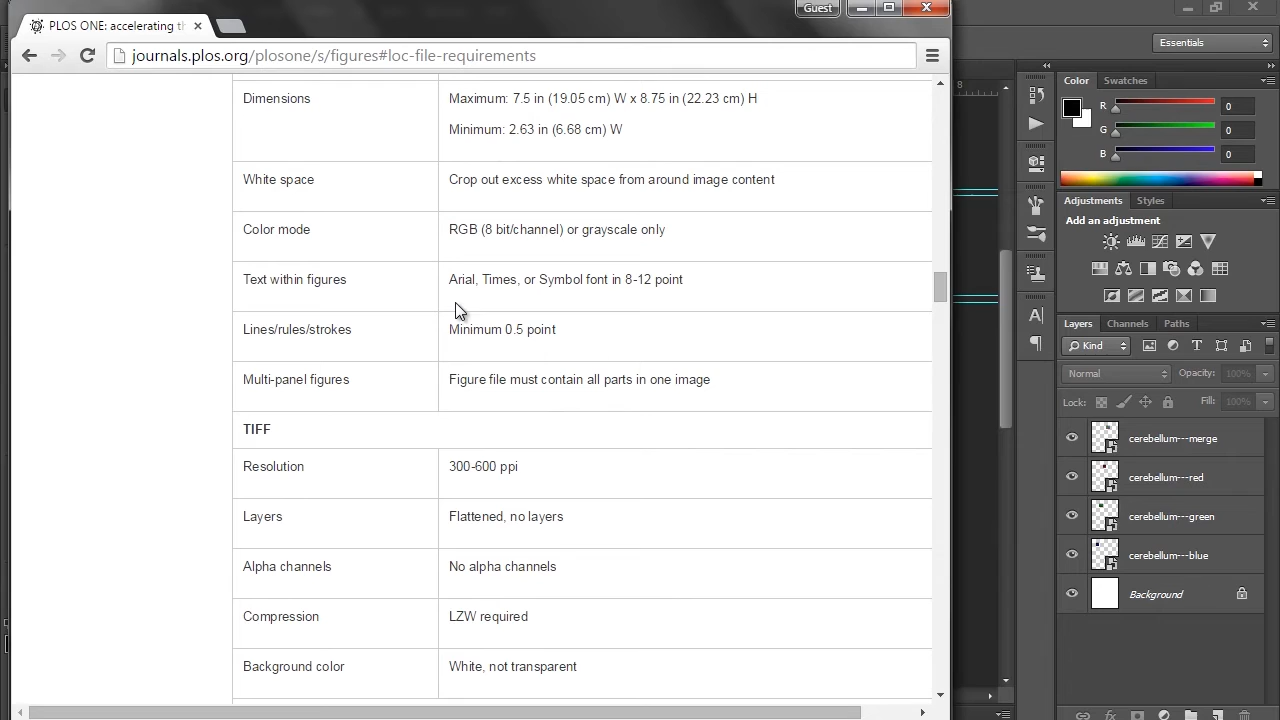 Guest
PLOS ONE: accelerating th
journals.plos.org/plosone/s/figures#loc-file-requirements
Dimensions
Maximum: 7.5 in (19.05 cm) W x 8.75 in (22.23 cm) H
Minimum: 2.63 in (6.68 cm) W
White space
Crop out excess white space from around image content
Color mode
RGB (8 bit/channel) or grayscale only
Text within figures
Arial, Times, or Symbol font in 8-12 point
Lines/rules/strokes
Minimum 0.5 point
Multi-panel figures
Figure file must contain all parts in one image
TIFF
Resolution
300-600 ppi
Layers
Flattened, no layers
Alpha channels
No alpha channels
Compression
LZW required
Background color
White, not transparent
Essentials
8
Color Swatches
R 0
G 0
B 0
Adjustments Styles
Add an adjustment
Layers Channels Paths
Kind
Normal Opacity: 100%
Lock: Fill: 100%
cerebellum---merge
cerebellum---red
cerebellum---green
cerebellum---blue
Background